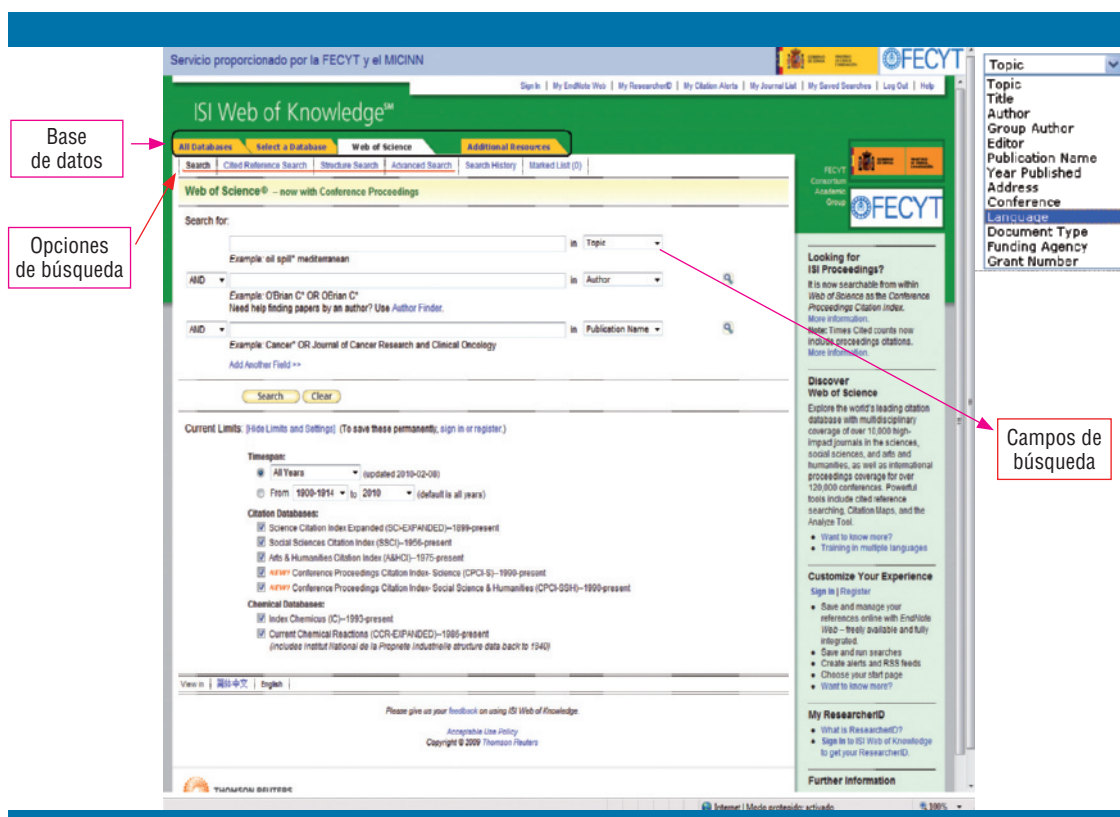 Servicio proporcionado por la FECYT y el MICINN
FECYT
Sign In | My EndNote Web | My ResearcherID | My Citation Alerts | My Journal List | My Saved Searches | Log Out | Help
ISI Web of Knowledge℠
Base
de datos
All Databases Select a Database Web of Science Additional Resources
Search | Cited Reference Search | Structure Search | Advanced Search | Search History | Marked List (0)
Web of Science® – now with Conference Proceedings
Opciones
de búsqueda
Search for:
in Topic
Example: oil spill* mediterranean
AND in Author
Example: O'Brian C* OR OBrian C*
Need help finding papers by an author? Use Author Finder.
AND in Publication Name
Example: Cancer* OR Journal of Cancer Research and Clinical Oncology
Add Another Field >>
Search Clear
Current Limits: [Hide Limits and Settings] (To save these permanently, sign in or register.)
Timespan:
All Years (updated 2010-02-08)
From 1900-1914 to 2010 (default is all years)
Citation Databases:
Science Citation Index Expanded (SCI-EXPANDED)--1899-present
Social Sciences Citation Index (SSCI)--1956-present
Arts & Humanities Citation Index (A&HCI)--1975-present
NEW! Conference Proceedings Citation Index- Science (CPCI-S)--1990-present
NEW! Conference Proceedings Citation Index- Social Science & Humanities (CPCI-SSH)--1990-present
Chemical Databases:
Index Chemicus (IC)--1993-present
Current Chemical Reactions (CCR-EXPANDED)--1986-present
(includes Institut National de la Propriete Industrielle structure data back to 1840)
View in | 简体中文 | English |
Please give us your feedback on using ISI Web of Knowledge.
Acceptable Use Policy
Copyright © 2009 Thomson Reuters
THOMSON REUTERS
FECYT
Consortium
Academic
Group
FECYT
Looking for
ISI Proceedings?
It is now searchable from within
Web of Science as the Conference
Proceedings Citation Index.
More information.
Note: Times Cited counts now
include proceedings citations.
More information.
Discover
Web of Science
Explore the world's leading citation
database with multidisciplinary
coverage of over 10,000 high-
impact journals in the sciences,
social sciences, and arts and
humanities, as well as international
proceedings coverage for over
120,000 conferences. Powerful
tools include cited reference
searching, Citation Maps, and the
Analyze Tool.
Want to know more?
Training in multiple languages
Customize Your Experience
Sign In | Register
Save and manage your
references online with EndNote
Web – freely available and fully
integrated.
Save and run searches
Create alerts and RSS feeds
Choose your start page
Want to know more?
My ResearcherID
What is ResearcherID?
Sign In to ISI Web of Knowledge
to get your ResearcherID.
Further Information
Internet | Modo protegido: activado 100%
Topic
Topic
Title
Author
Group Author
Editor
Publication Name
Year Published
Address
Conference
Language
Document Type
Funding Agency
Grant Number
Campos de
búsqueda